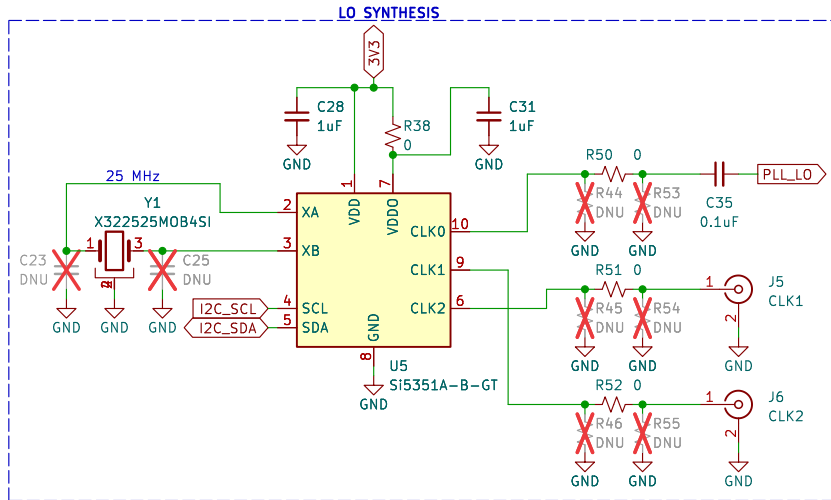 LO SYNTHESIS
3V3
C28
1uF
GND
R38
0
C31
1uF
GND
25 MHz
Y1
X322525MOB4SI
1
3
2
C23
DNU
GND
GND
C25
DNU
GND
I2C_SCL
I2C_SDA
2
XA
3
XB
4
SCL
5
SDA
1
VDD
7
VDDO
10
CLK0
9
CLK1
6
CLK2
GND
8
GND
U5
Si5351A-B-GT
R50 0
R44
DNU
GND
R53
DNU
GND
C35
0.1uF
PLL_LO
R51 0
R45
DNU
GND
R54
DNU
GND
1
2
J5
CLK1
GND
R52 0
R46
DNU
GND
R55
DNU
GND
1
2
J6
CLK2
GND